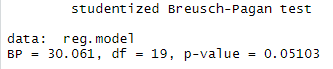 studentized Breusch-Pagan test
data: reg.model
BP = 30.061, df = 19, p-value = 0.05103